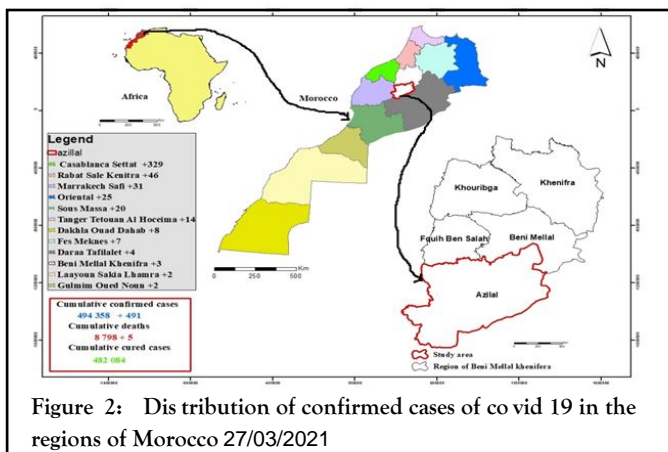 N
Africa
Morocco
Legend
azillal
Casablanca Settat +329
Rabat Sale Kenitra +46
Marrakech Safi +31
Oriental +25
Sous Massa +20
Tanger Tetouan Al Hoceima +14
Dakhla Ouad Dahab +8
Fes Meknes +7
Daraa Tafilalet +4
Beni Mellal Khenifra +3
Laayoun Sakia Lhamra +2
Gulmim Oued Noun +2
Cumulative confirmed cases
494 358 + 491
Cumulative deaths
8 798 + 5
Cumulative cured cases
482 084
500
Km
Khouribga
Khenifra
Fquih Ben Salah
Beni Mellal
Azilal
Study area
Region of Beni Mellal khenifera
Figure 2: Dis tribution of confirmed cases of co vid 19 in the
regions of Morocco 27/03/2021